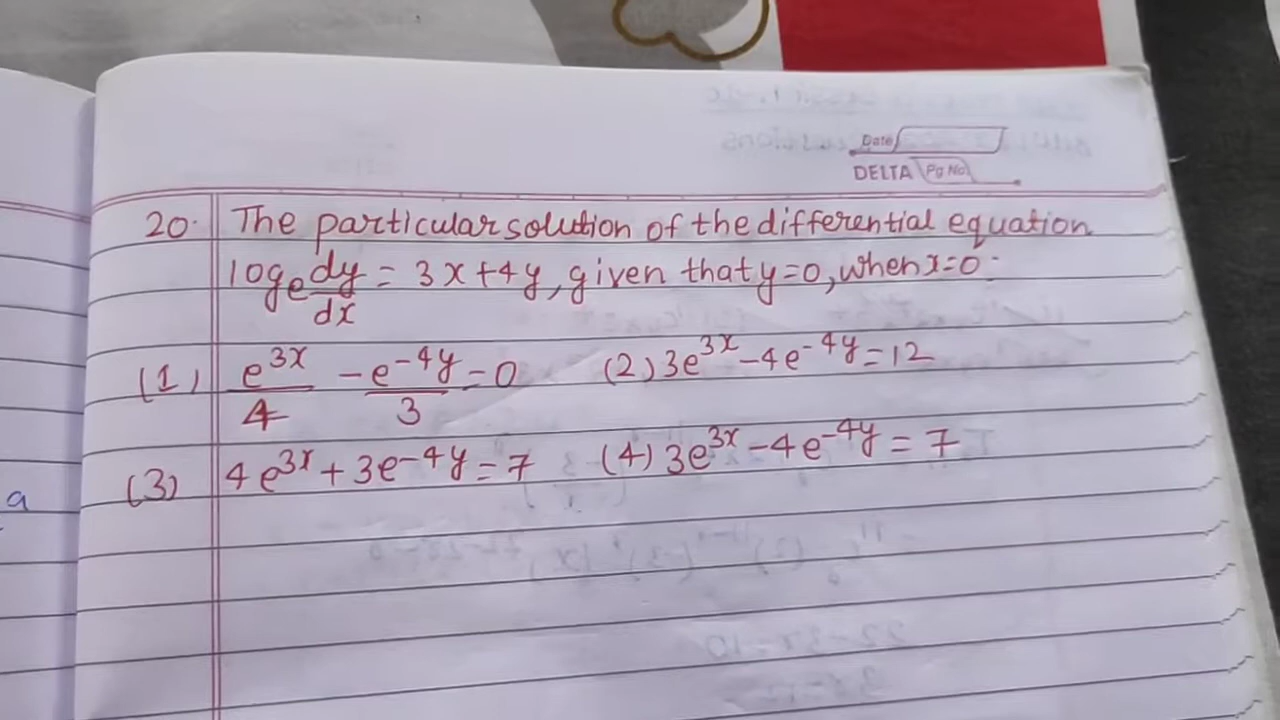 Date
DELTA Pg No
20. The particular solution of the differential equation
logₑ dy/dx = 3x+4y, given that y=0, when x=0.
(1) e^3x/4 - e^-4y/3 = 0 (2) 3e^3x - 4e^-4y = 12
(3) 4e^3x + 3e^-4y = 7 (4) 3e^3x - 4e^-4y = 7
a